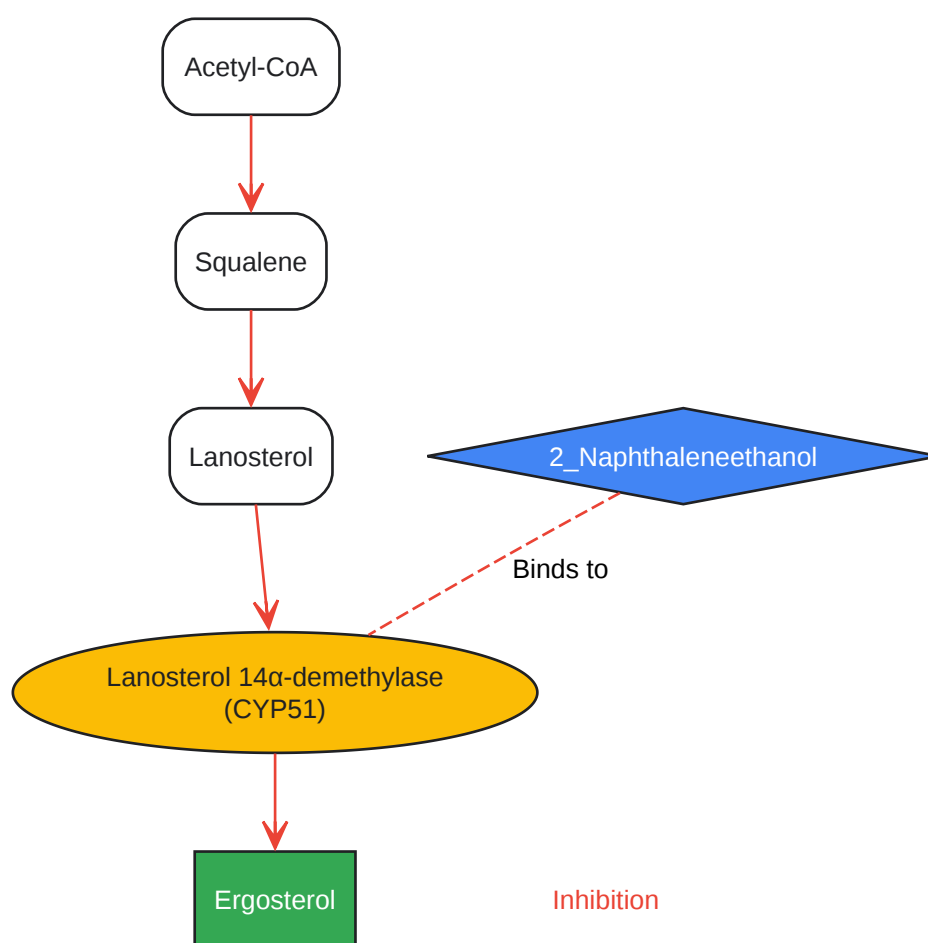 Acetyl-CoA
Squalene
Lanosterol
2_Naphthaleneethanol
Binds to
Lanosterol 14α-demethylase
(CYP51)
Ergosterol
Inhibition